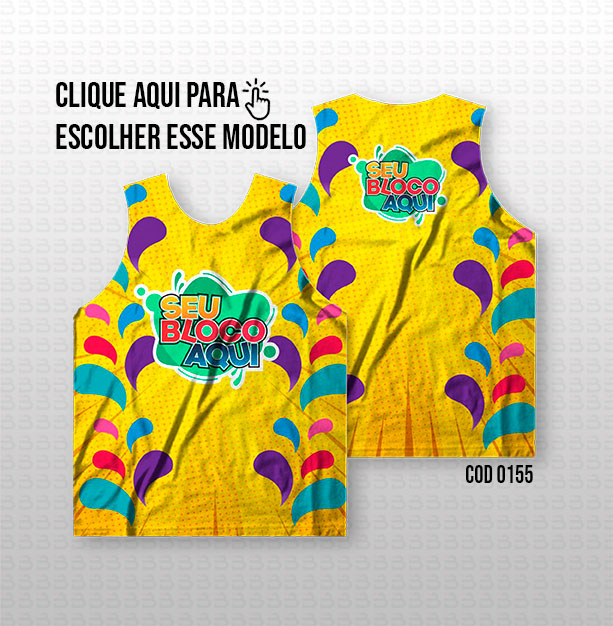 CLIQUE AQUI PARA
ESCOLHER ESSE MODELO
SEU
BLOCO
AQUI
SEU
BLOCO
AQUI
COD 0155